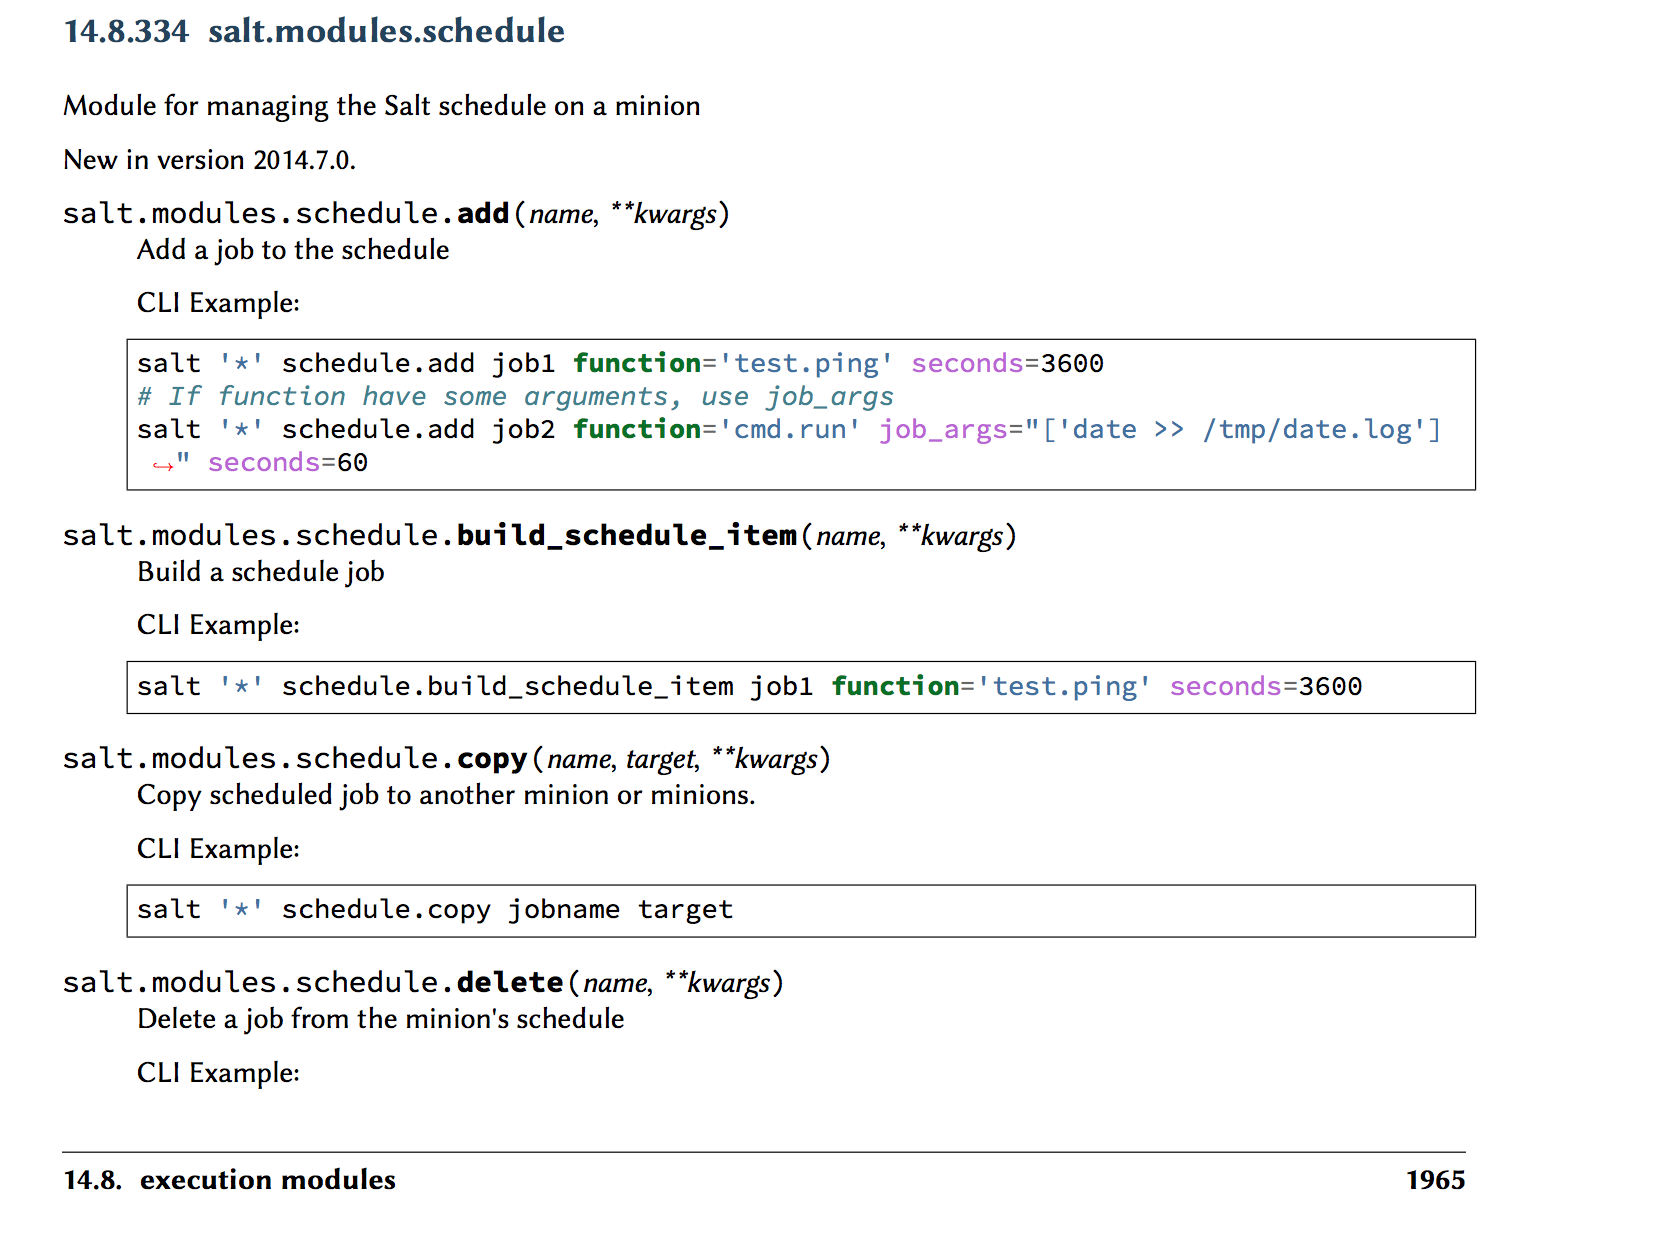 14.8.334 salt.modules.schedule
Module for managing the Salt schedule on a minion
New in version 2014.7.0.
salt.modules.schedule.add(name, **kwargs)
Add a job to the schedule
CLI Example:
salt '*' schedule.add job1 function='test.ping' seconds=3600
# If function have some arguments, use job_args
salt '*' schedule.add job2 function='cmd.run' job_args="['date >> /tmp/date.log']
↪" seconds=60
salt.modules.schedule.build_schedule_item(name, **kwargs)
Build a schedule job
CLI Example:
salt '*' schedule.build_schedule_item job1 function='test.ping' seconds=3600
salt.modules.schedule.copy(name, target, **kwargs)
Copy scheduled job to another minion or minions.
CLI Example:
salt '*' schedule.copy jobname target
salt.modules.schedule.delete(name, **kwargs)
Delete a job from the minion's schedule
CLI Example:
14.8. execution modules 1965